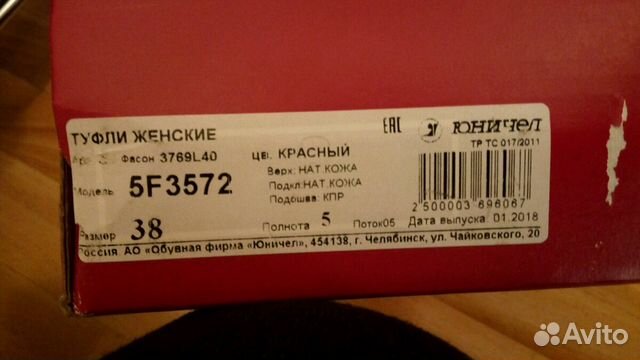 ТУФЛИ ЖЕНСКИЕ
ЕАС ЮНИЧЕЛ
ТР ТС 017/2011
Фасон 3769L40 ЦВ. КРАСНЫЙ
Верх: НАТ.КОЖА
Модель 5F3572 Подкл:НАТ.КОЖА
Подошва: КПР
2 500003 696067
Размер 38 Полнота 5 Поток05 Дата выпуска 01.2018
Россия АО «Обувная фирма "Юничел», 454138, г. Челябинск, ул. Чайковского, 20
Avito